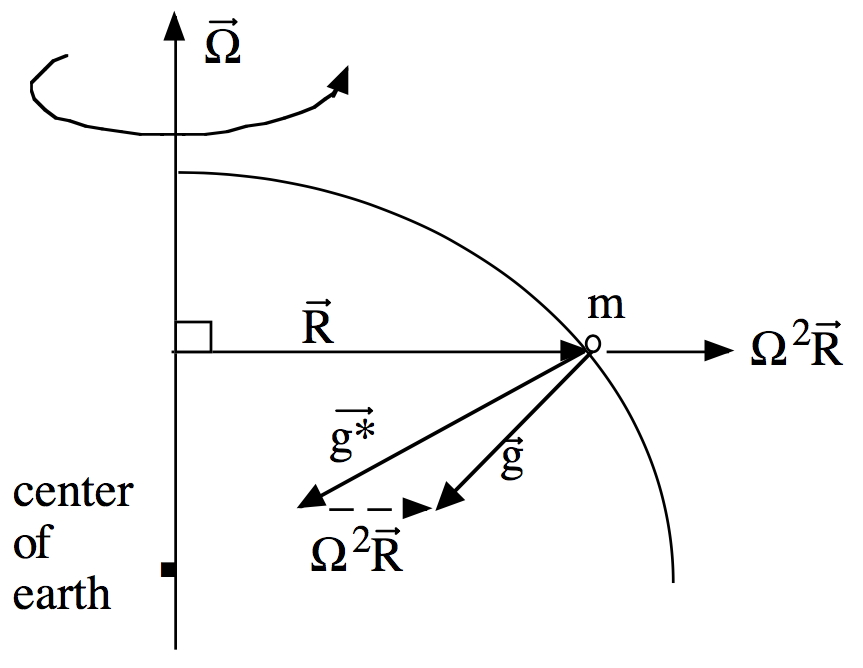 Ω⃗
R⃗
m
Ω²R⃗
g⃗*
g⃗
Ω²R⃗
center
of
earth